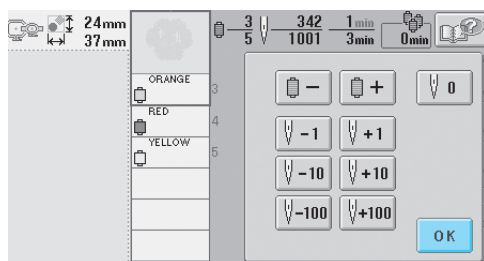 24mm
37mm
3
5
342
1001
1min
3min
0min
ORANGE
3
RED
4
YELLOW
5
−
+
0
−1
+1
−10
+10
−100
+100
OK